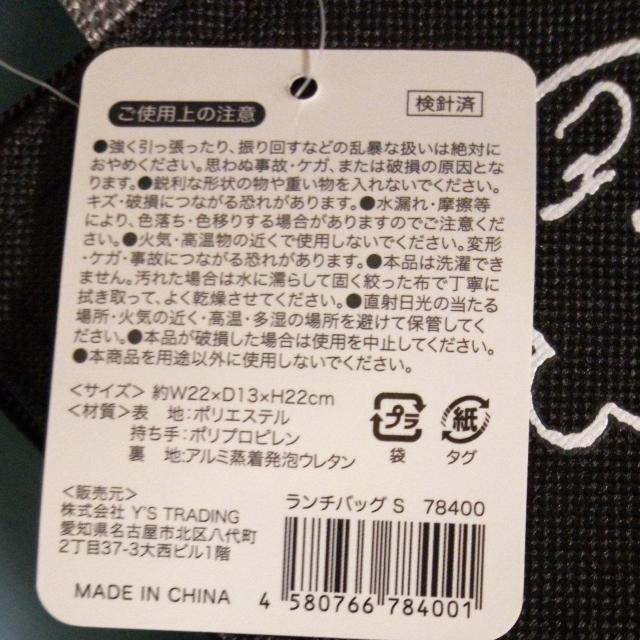 ご使用上の注意
検針済
●強く引っ張ったり、振り回すなどの乱暴な扱いは絶対に
おやめください。思わぬ事故・ケガ、または破損の原因とな
ります。●鋭利な形状の物や重い物を入れないでください。
キズ・破損につながる恐れがあります。●水漏れ・摩擦等
により、色落ち・色移りする場合がありますのでご注意くだ
さい。●火気・高温物の近くで使用しないでください。変形
・ケガ・事故につながる恐れがあります。●本品は洗濯でき
ません。汚れた場合は水に濡らして固く絞った布で丁寧に
拭き取って、よく乾燥させてください。●直射日光の当たる
場所・火気の近く・高温・多湿の場所を避けて保管してく
ださい。●本品が破損した場合は使用を中止してください。
●本商品を用途以外に使用しないでください。
<サイズ> 約W22×D13×H22cm
<材質>表 地:ポリエステル
持ち手:ポリプロピレン
裏 地:アルミ蒸着発泡ウレタン
プラ
袋
紙
タグ
<販売元>
株式会社 Y'S TRADING
愛知県名古屋市北区八代町
2丁目37-3大西ビル1階
MADE IN CHINA
ランチバッグ S 78400
4 580766 784001